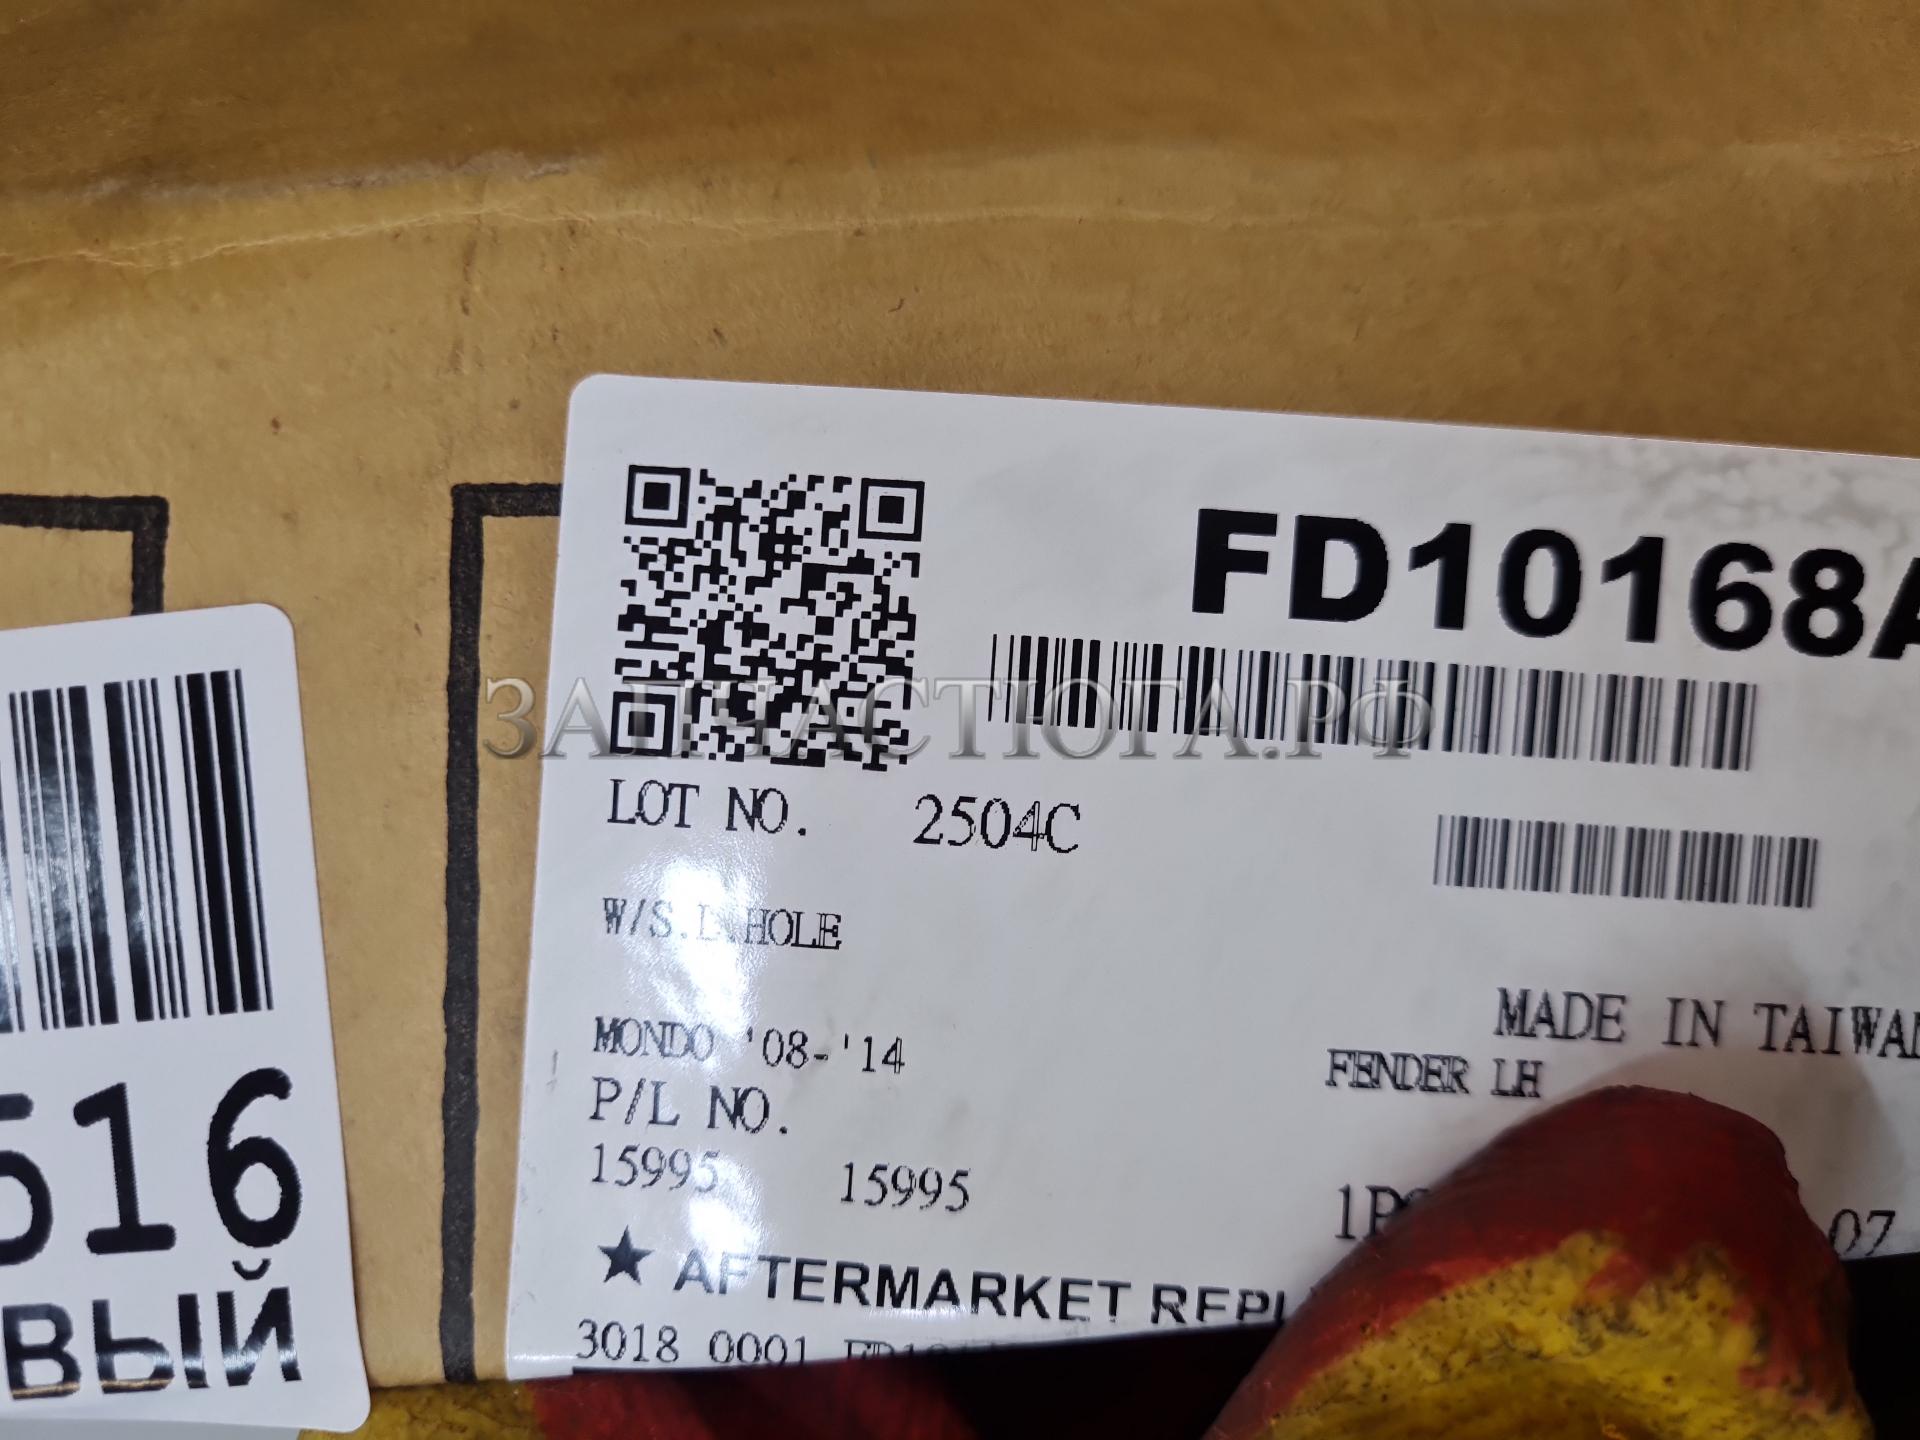 FD10168A
ЗАПЧАСТЮГА.РФ
LOT NO. 2504C
W/S.L.HOLE
MADE IN TAIWAN
MONDO '08-'14
FENDER LH
P/L NO.
15995 15995
07
★ AFTERMARKET
3018 0001
516
ВЫЙ